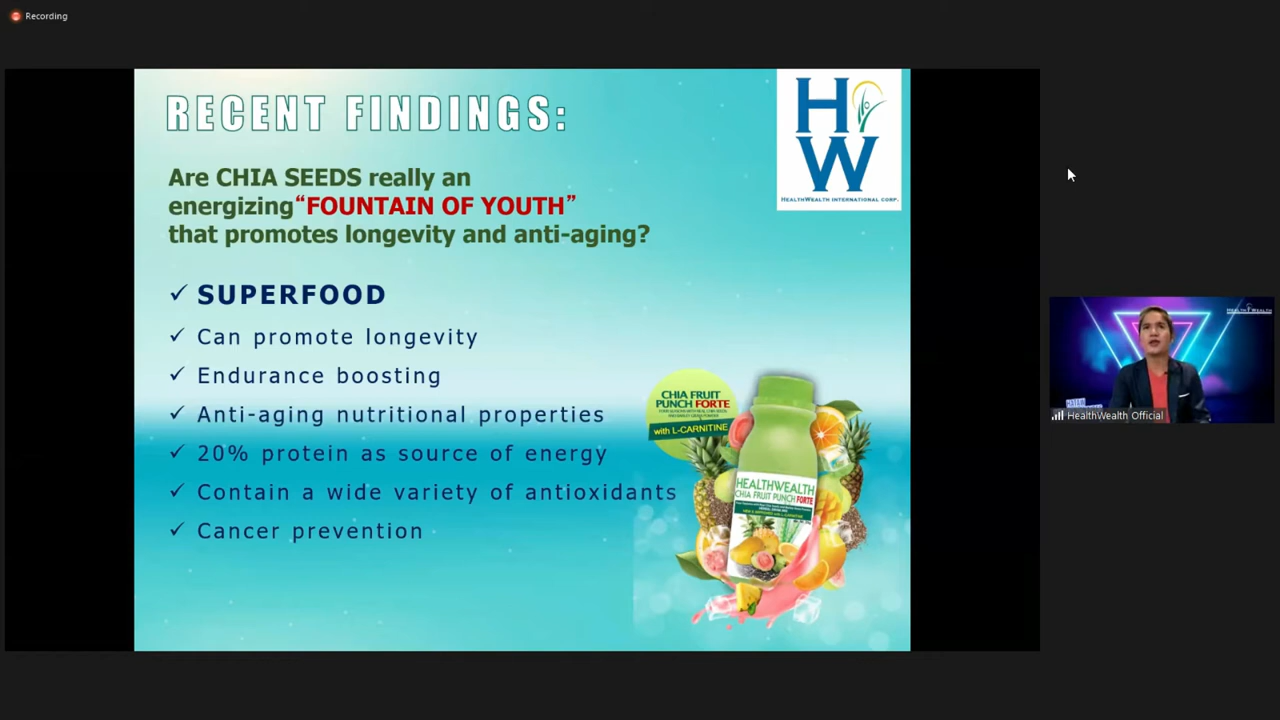 Recording
RECENT FINDINGS:
H
W
HEALTHWEALTH INTERNATIONAL CORP.
Are CHIA SEEDS really an
energizing "FOUNTAIN OF YOUTH"
that promotes longevity and anti-aging?
✓ SUPERFOOD
✓ Can promote longevity
✓ Endurance boosting
✓ Anti-aging nutritional properties
✓ 20% protein as source of energy
✓ Contain a wide variety of antioxidants
✓ Cancer prevention
CHIA FRUIT
PUNCH FORTE
with L-CARNITINE
HEALTHWEALTH
CHIA FRUIT PUNCH FORTE
HEALTHWEALTH
HealthWealth Official